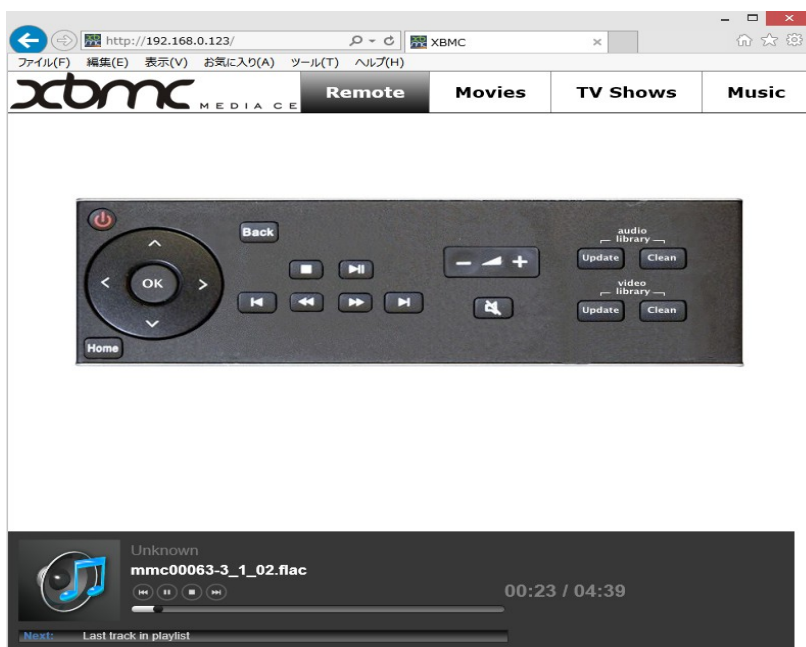 http://192.168.0.123/
XBMC
ファイル(F) 編集(E) 表示(V) お気に入り(A) ツール(T) ヘルプ(H)
xbmc MEDIA CE
Remote Movies TV Shows Music
Back
OK
Home
audio
library
Update Clean
video
library
Update Clean
Unknown
mmc00063-3_1_02.flac
00:23 / 04:39
Next: Last track in playlist